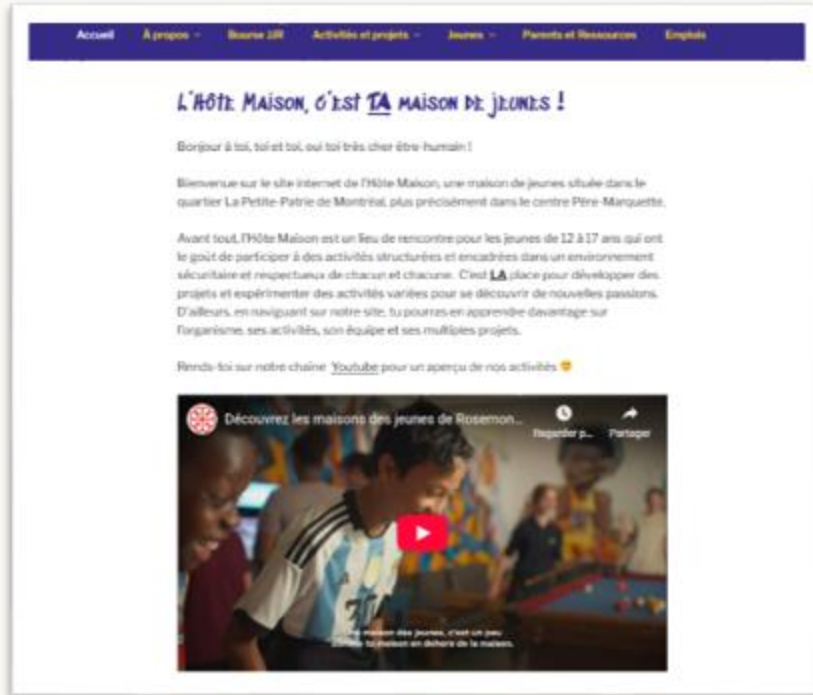 Accueil À propos Bourse JJR Activités et projets Jeunes Parents et Ressources Emplois
L'Hôte Maison, c'est TA maison de jeunes !
Bonjour à toi, toi et toi, oui toi très cher être-humain !
Bienvenue sur le site internet de l'Hôte Maison, une maison de jeunes située dans le
quartier La Petite-Patrie de Montréal, plus précisément dans le centre Père-Marquette.
Avant tout, l'Hôte Maison est un lieu de rencontre pour les jeunes de 12 à 17 ans qui ont
le goût de participer à des activités structurées et encadrées dans un environnement
sécuritaire et respectueux de chacun et chacune. C'est LA place pour développer des
projets et expérimenter des activités variées pour se découvrir de nouvelles passions.
D'ailleurs, en naviguant sur notre site, tu pourras en apprendre davantage sur
l'organisme, ses activités, son équipe et ses multiples projets.
Rends-toi sur notre chaîne Youtube pour un aperçu de nos activités
Découvrez les maisons des jeunes de Rosemon...
Regarder p... Partager
maison des jeunes, c'est un peu
ta maison en dehors de la maison.